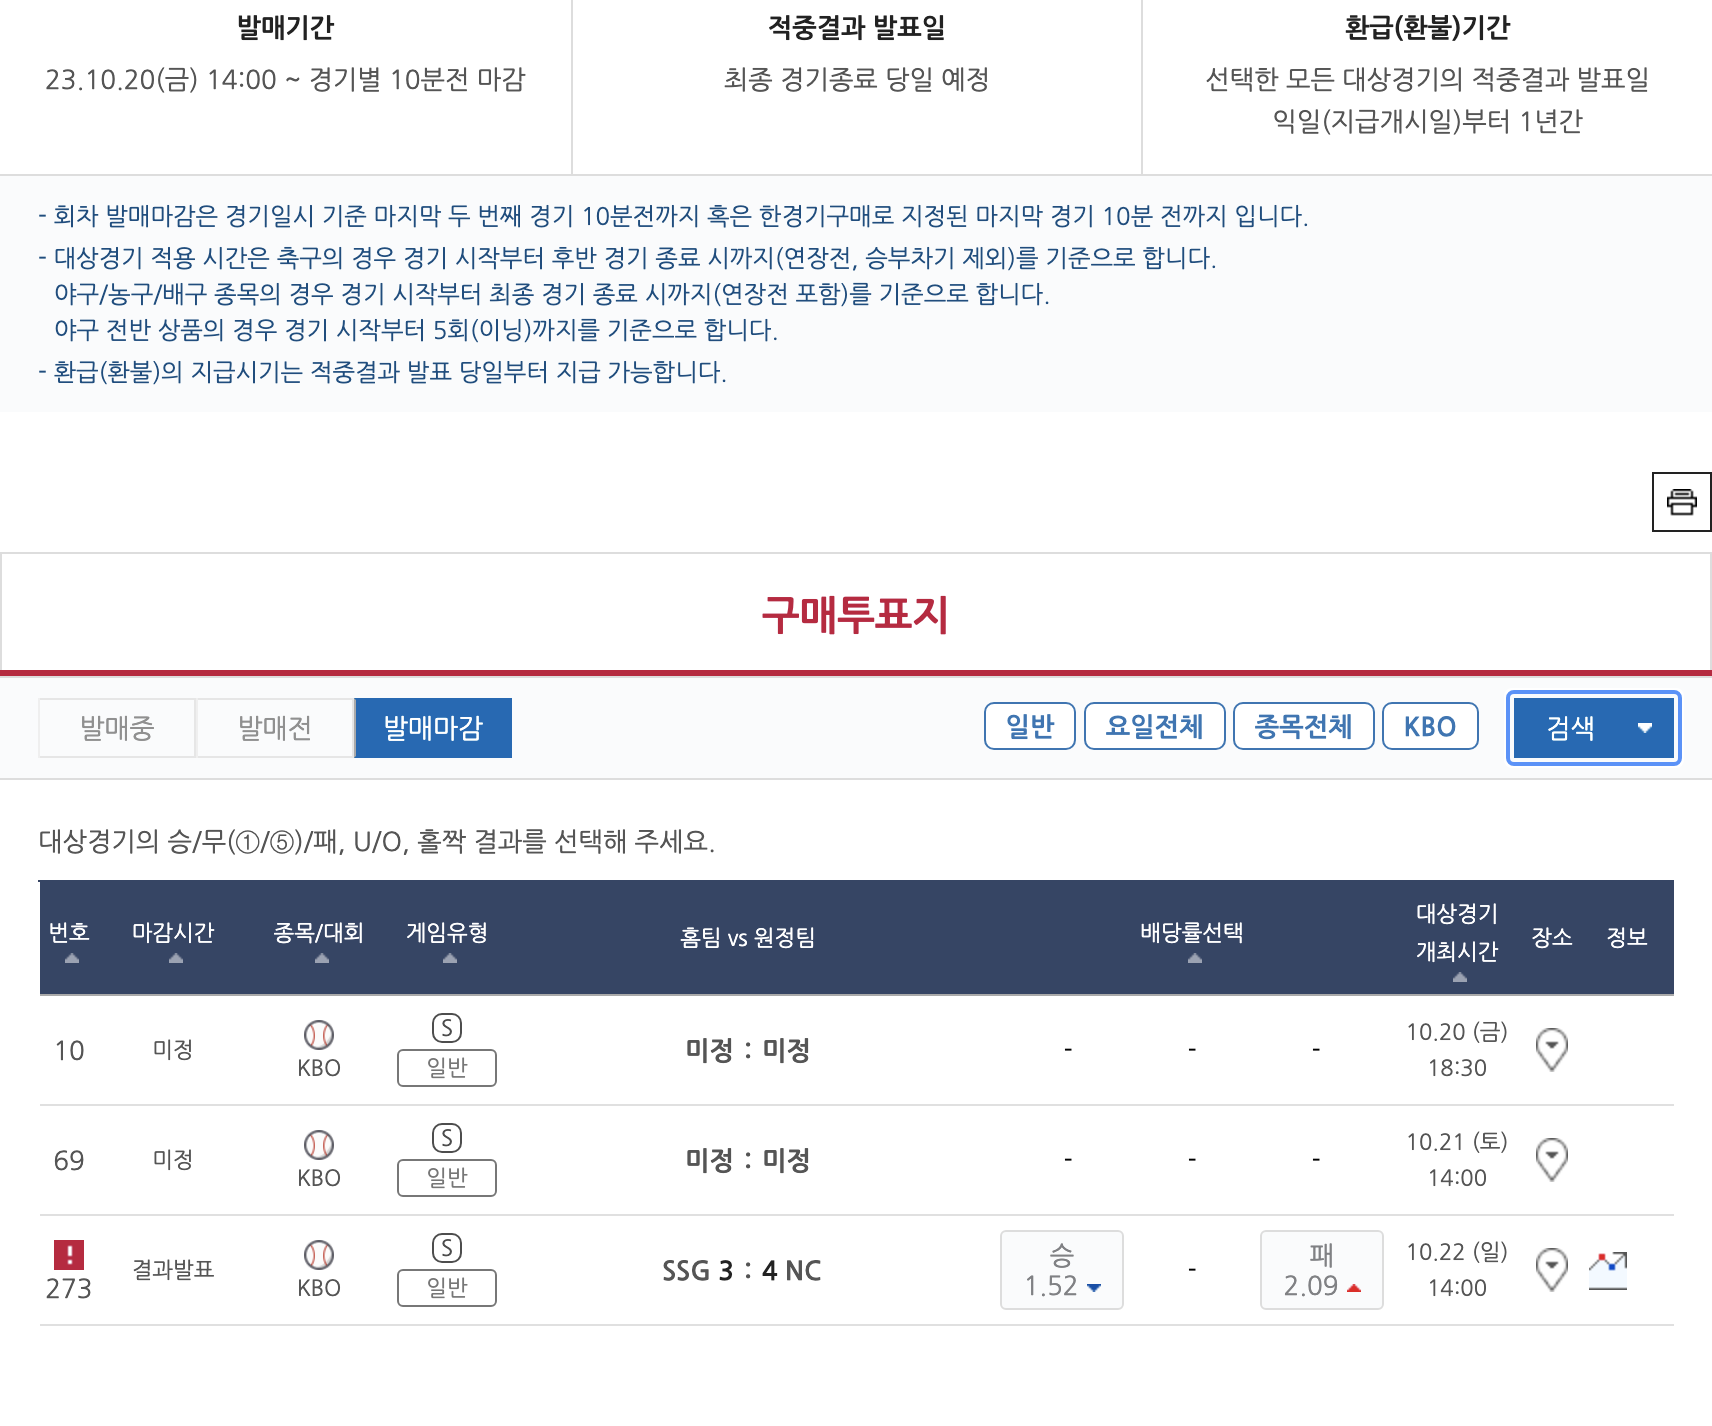 발매기간
적중결과 발표일
환급(환불)기간
23.10.20(금) 14:00 ~ 경기별 10분전 마감
최종 경기종료 당일 예정
선택한 모든 대상경기의 적중결과 발표일
익일(지급개시일)부터 1년간
- 회차 발매마감은 경기일시 기준 마지막 두 번째 경기 10분전까지 혹은 한경기구매로 지정된 마지막 경기 10분 전까지 입니다.
- 대상경기 적용 시간은 축구의 경우 경기 시작부터 후반 경기 종료 시까지(연장전, 승부차기 제외)를 기준으로 합니다.
야구/농구/배구 종목의 경우 경기 시작부터 최종 경기 종료 시까지(연장전 포함)를 기준으로 합니다.
야구 전반 상품의 경우 경기 시작부터 5회(이닝)까지를 기준으로 합니다.
- 환급(환불)의 지급시기는 적중결과 발표 당일부터 지급 가능합니다.
구매투표지
발매중 발매전 발매마감 일반 요일전체 종목전체 KBO 검색
대상경기의 승/무(①/⑤)/패, U/O, 홀짝 결과를 선택해 주세요.
번호 마감시간 종목/대회 게임유형 홈팀 vs 원정팀 배당률선택 대상경기 개최시간 장소 정보
10 미정 KBO S 일반 미정 : 미정 - - - 10.20 (금) 18:30
69 미정 KBO S 일반 미정 : 미정 - - - 10.21 (토) 14:00
! 273 결과발표 KBO S 일반 SSG 3 : 4 NC 승 1.52 - 패 2.09 10.22 (일) 14:00